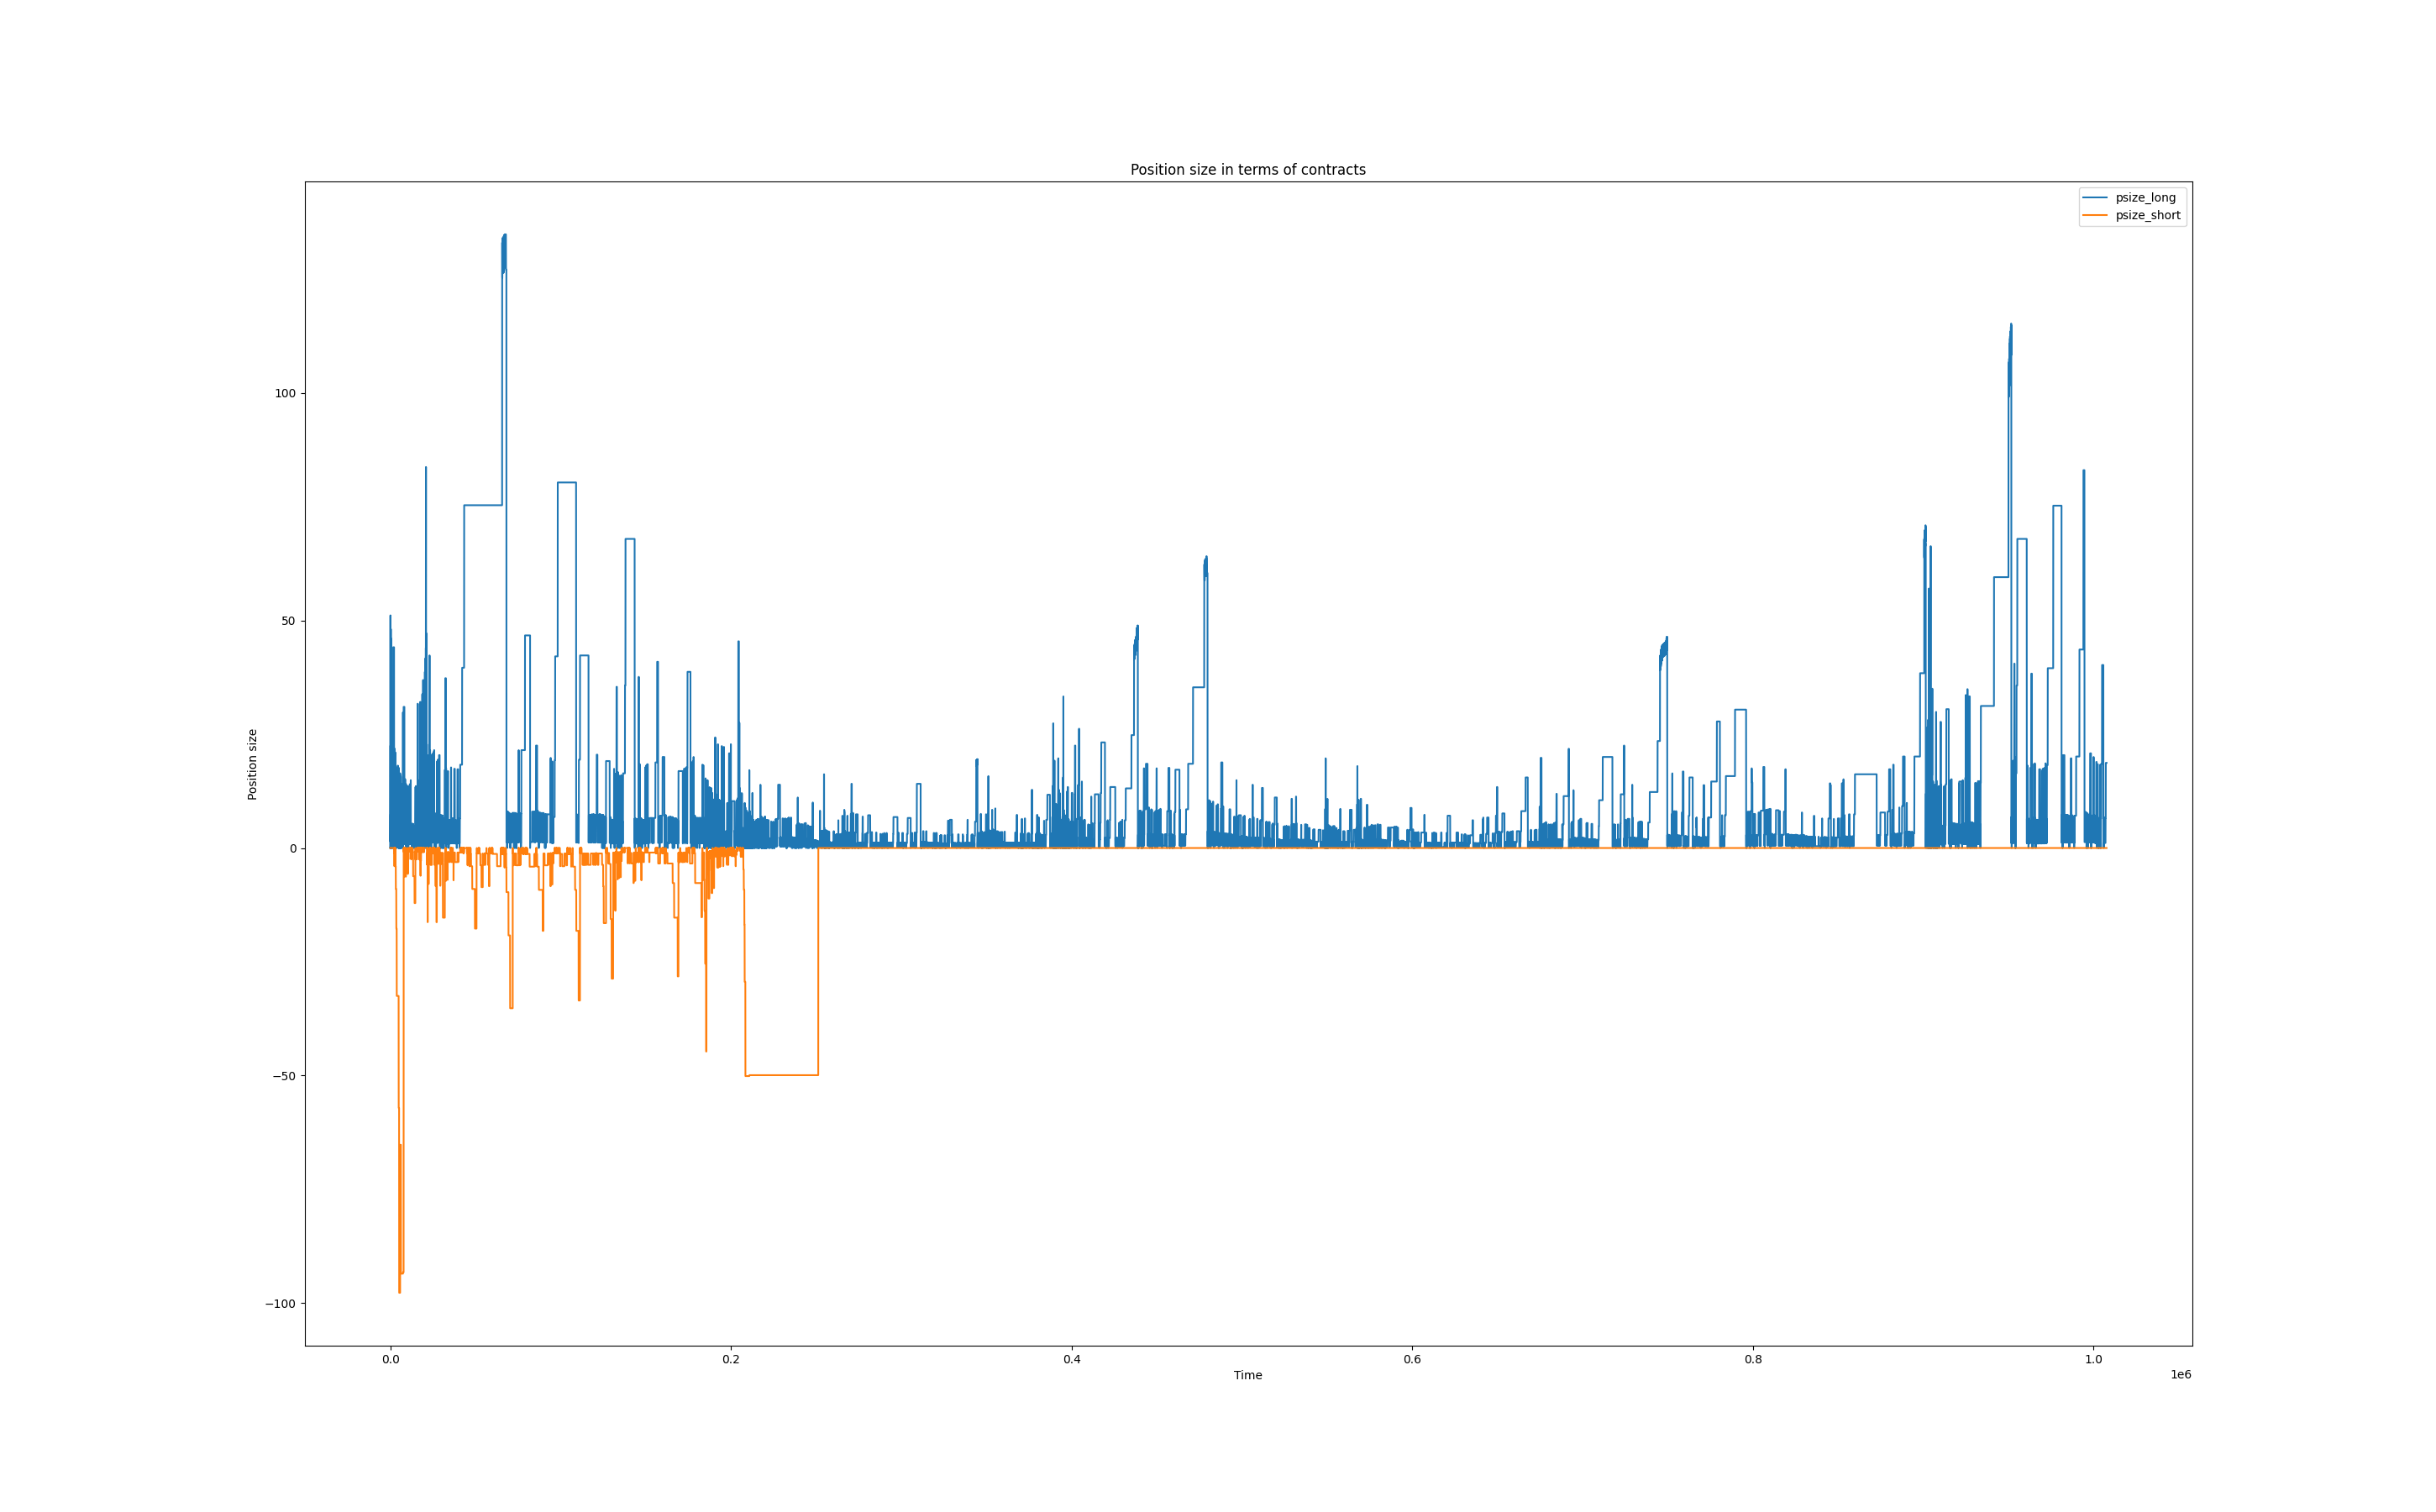 Position size in terms of contracts
psize_long
psize_short
Position size
100
50
0
−50
−100
0.0
0.2
0.4
0.6
0.8
1.0
1e6
Time